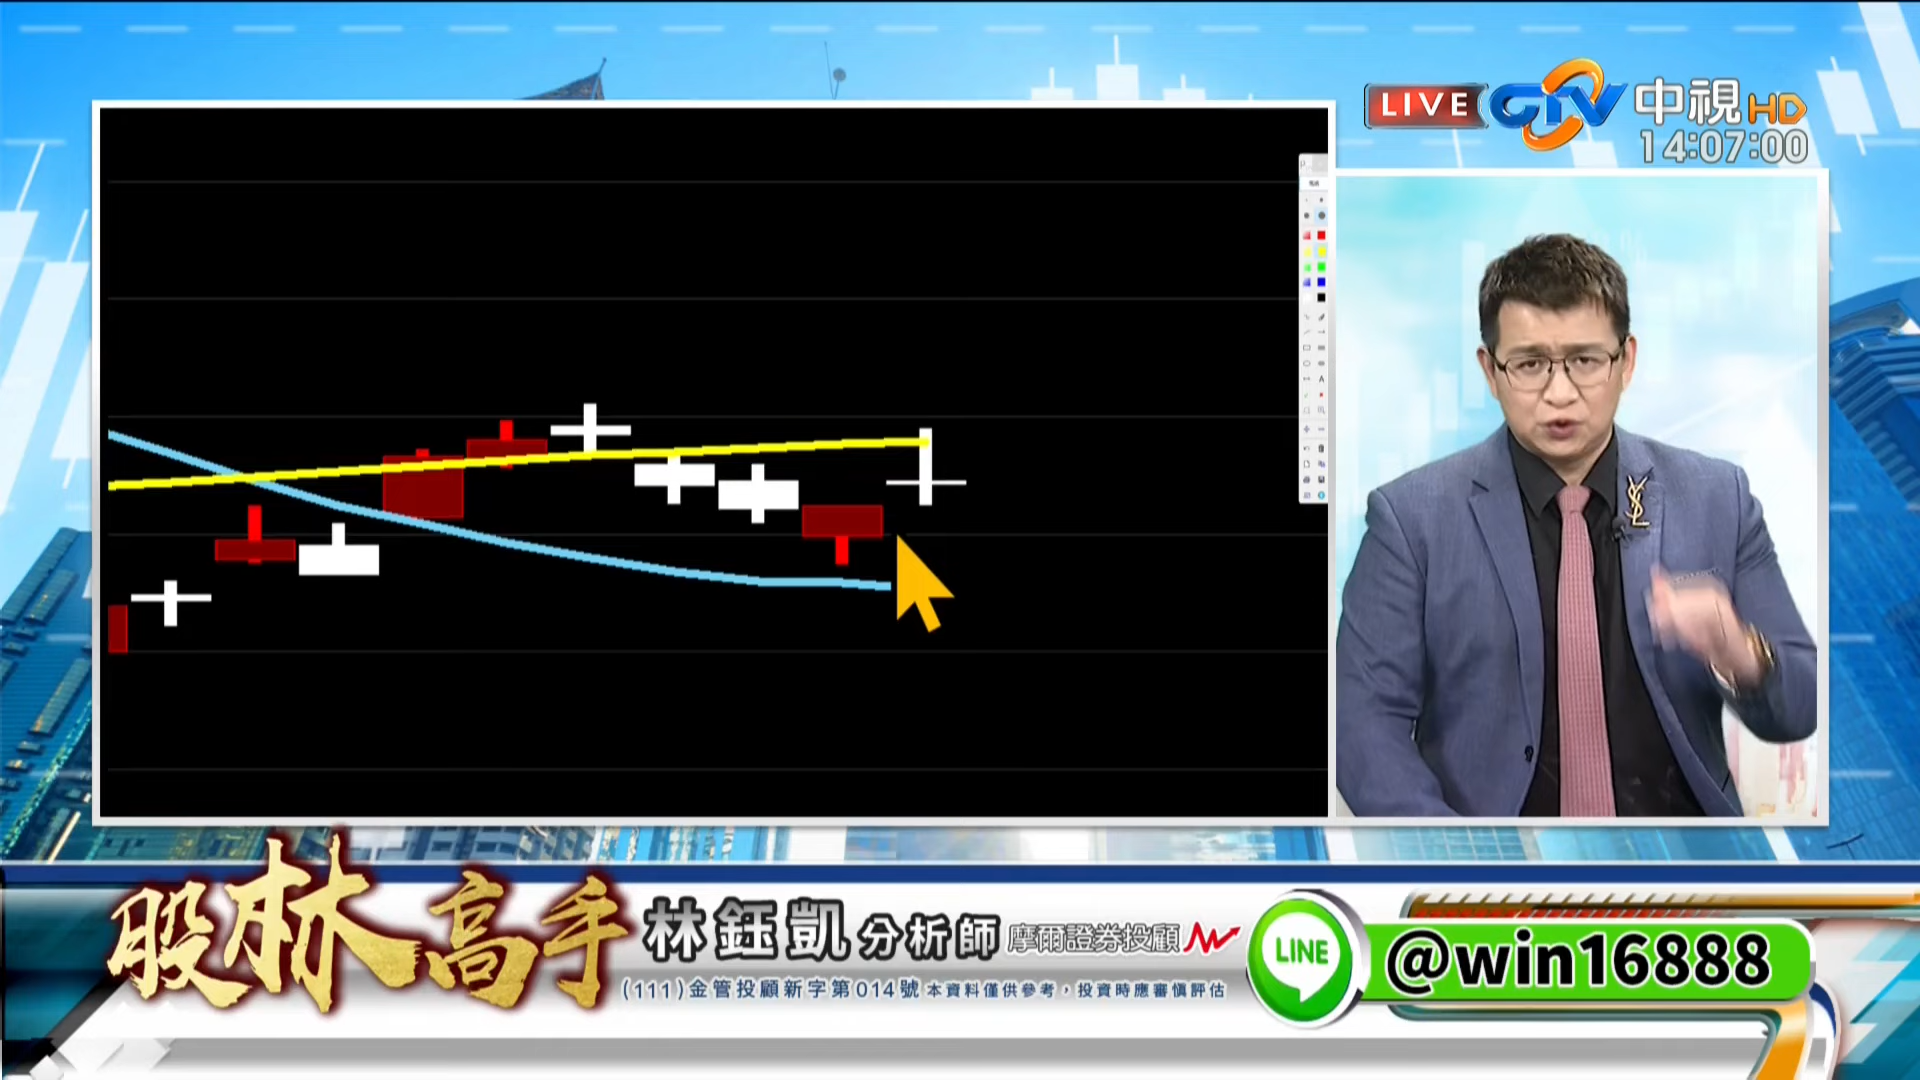 LIVE
CTV 中視 HD
14:07:00
股林高手
林鈺凱 分析師 摩爾證券投顧
(111)金管投顧新字第014號 本資料僅供參考，投資時應審慎評估
LINE
@win16888